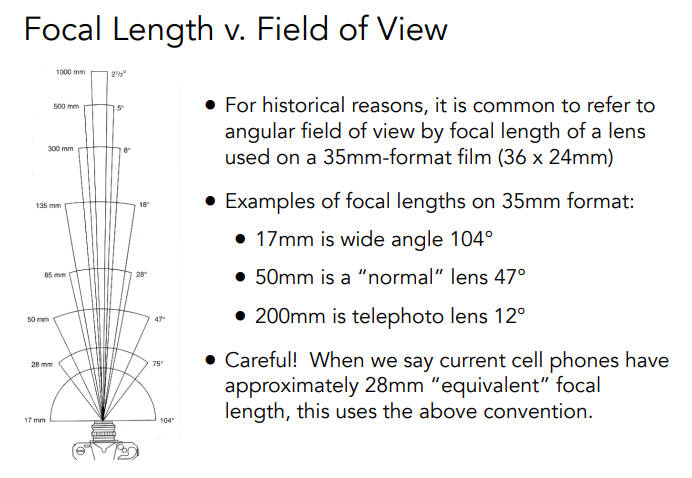 Focal Length v. Field of View
1000 mm
2½°
500 mm
5°
300 mm
8°
135 mm
18°
85 mm
28°
50 mm
47°
28 mm
75°
17 mm
104°
• For historical reasons, it is common to refer to
angular field of view by focal length of a lens
used on a 35mm-format film (36 x 24mm)
• Examples of focal lengths on 35mm format:
• 17mm is wide angle 104°
• 50mm is a “normal” lens 47°
• 200mm is telephoto lens 12°
• Careful! When we say current cell phones have
approximately 28mm “equivalent” focal
length, this uses the above convention.